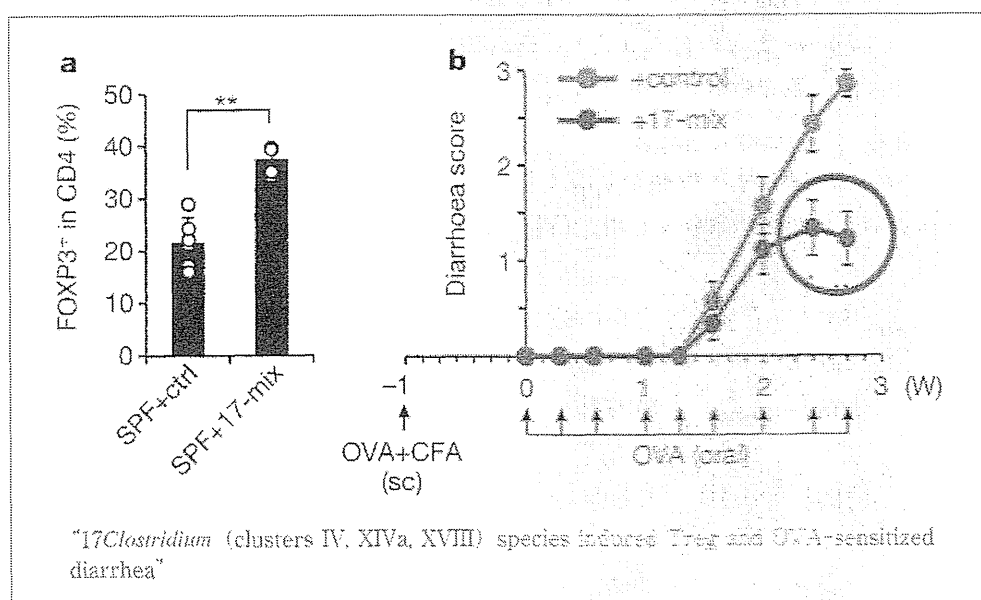 a
b
50
40
30
20
10
0
**
FOXP3+ in CD4 (%)
SPF+ctrl
SPF+17-mix
3
2
1
Diarrhoea score
+control
+17-mix
−1
0
1
2
3
(W)
OVA+CFA
(sc)
OVA (oral)
"17Clostridium (clusters IV, XIVa, XVIII) species induced Treg and OVA-sensitized
diarrhea"